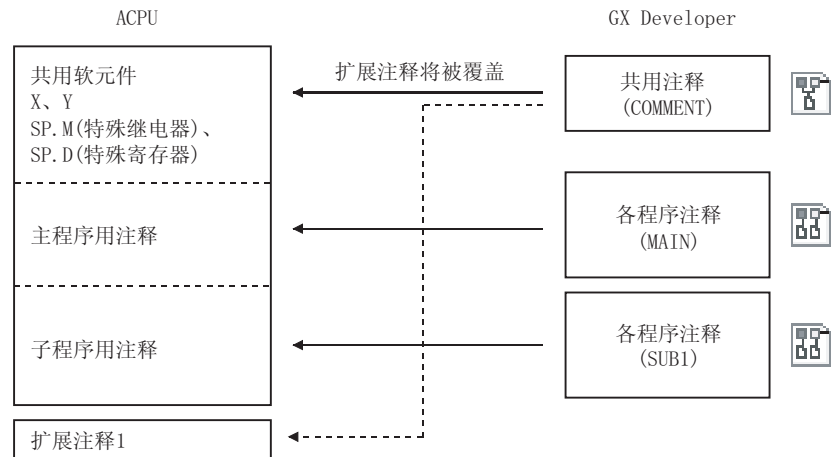 ACPU
GX Developer
共用软元件
X、Y
SP.M(特殊继电器)、
SP.D(特殊寄存器)
扩展注释将被覆盖
共用注释
(COMMENT)
主程序用注释
各程序注释
(MAIN)
子程序用注释
各程序注释
(SUB1)
扩展注释1